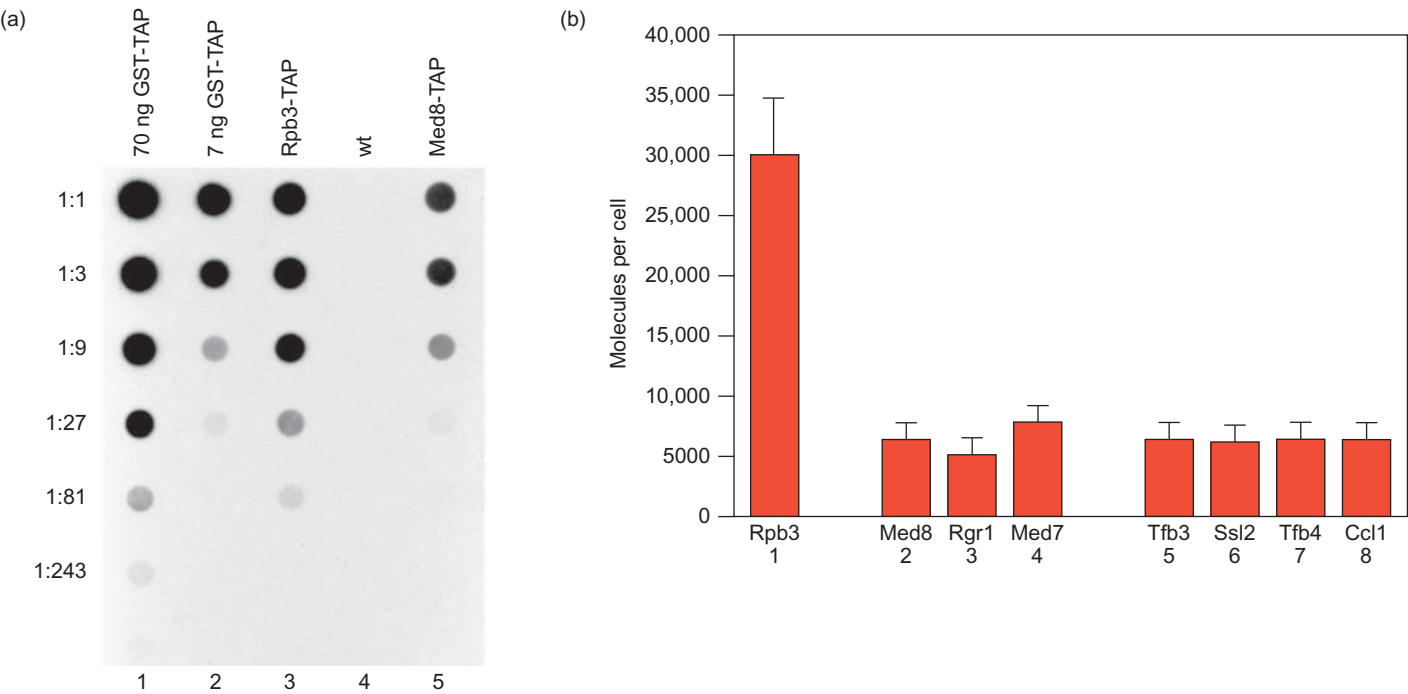 (a)
70 ng GST-TAP
7 ng GST-TAP
Rpb3-TAP
wt
Med8-TAP
1:1
1:3
1:9
1:27
1:81
1:243
1 2 3 4 5
(b)
Molecules per cell
40,000
35,000
30,000
25,000
20,000
15,000
10,000
5000
0
Rpb3 Med8 Rgr1 Med7 Tfb3 Ssl2 Tfb4 Ccl1
1 2 3 4 5 6 7 8